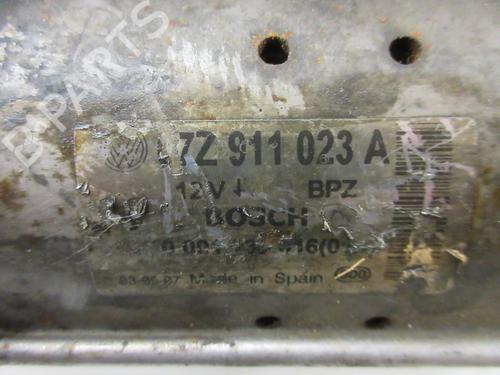 7Z 911 023 A
12V BPZ
BOSCH
Made in Spain
B PARTS